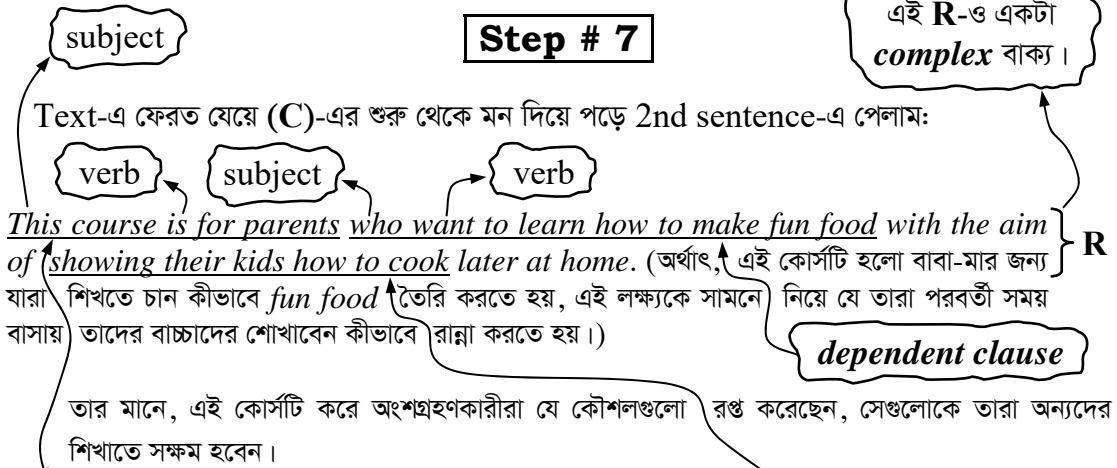 subject
Step # 7
এই R-ও একটা
complex বাক্য।
Text-এ ফেরত যেয়ে (C)-এর শুরু থেকে মন দিয়ে পড়ে 2nd sentence-এ পেলাম:
verb
subject
verb
This course is for parents who want to learn how to make fun food with the aim
of showing their kids how to cook later at home. (অর্থাৎ, এই কোর্সটি হলো বাবা-মার জন্য
R
যারা শিখতে চান কীভাবে fun food তৈরি করতে হয়, এই লক্ষ্যকে সামনে নিয়ে যে তারা পরবর্তী সময়
বাসায় তাদের বাচ্চাদের শোখাবেন কীভাবে রান্না করতে হয়।)
dependent clause
তার মানে, এই কোর্সটি করে অংশগ্রহণকারীরা যে কৌশলগুলো রপ্ত করেছেন, সেগুলোকে তারা অন্যদের
শিখাতে সক্ষম হবেন।